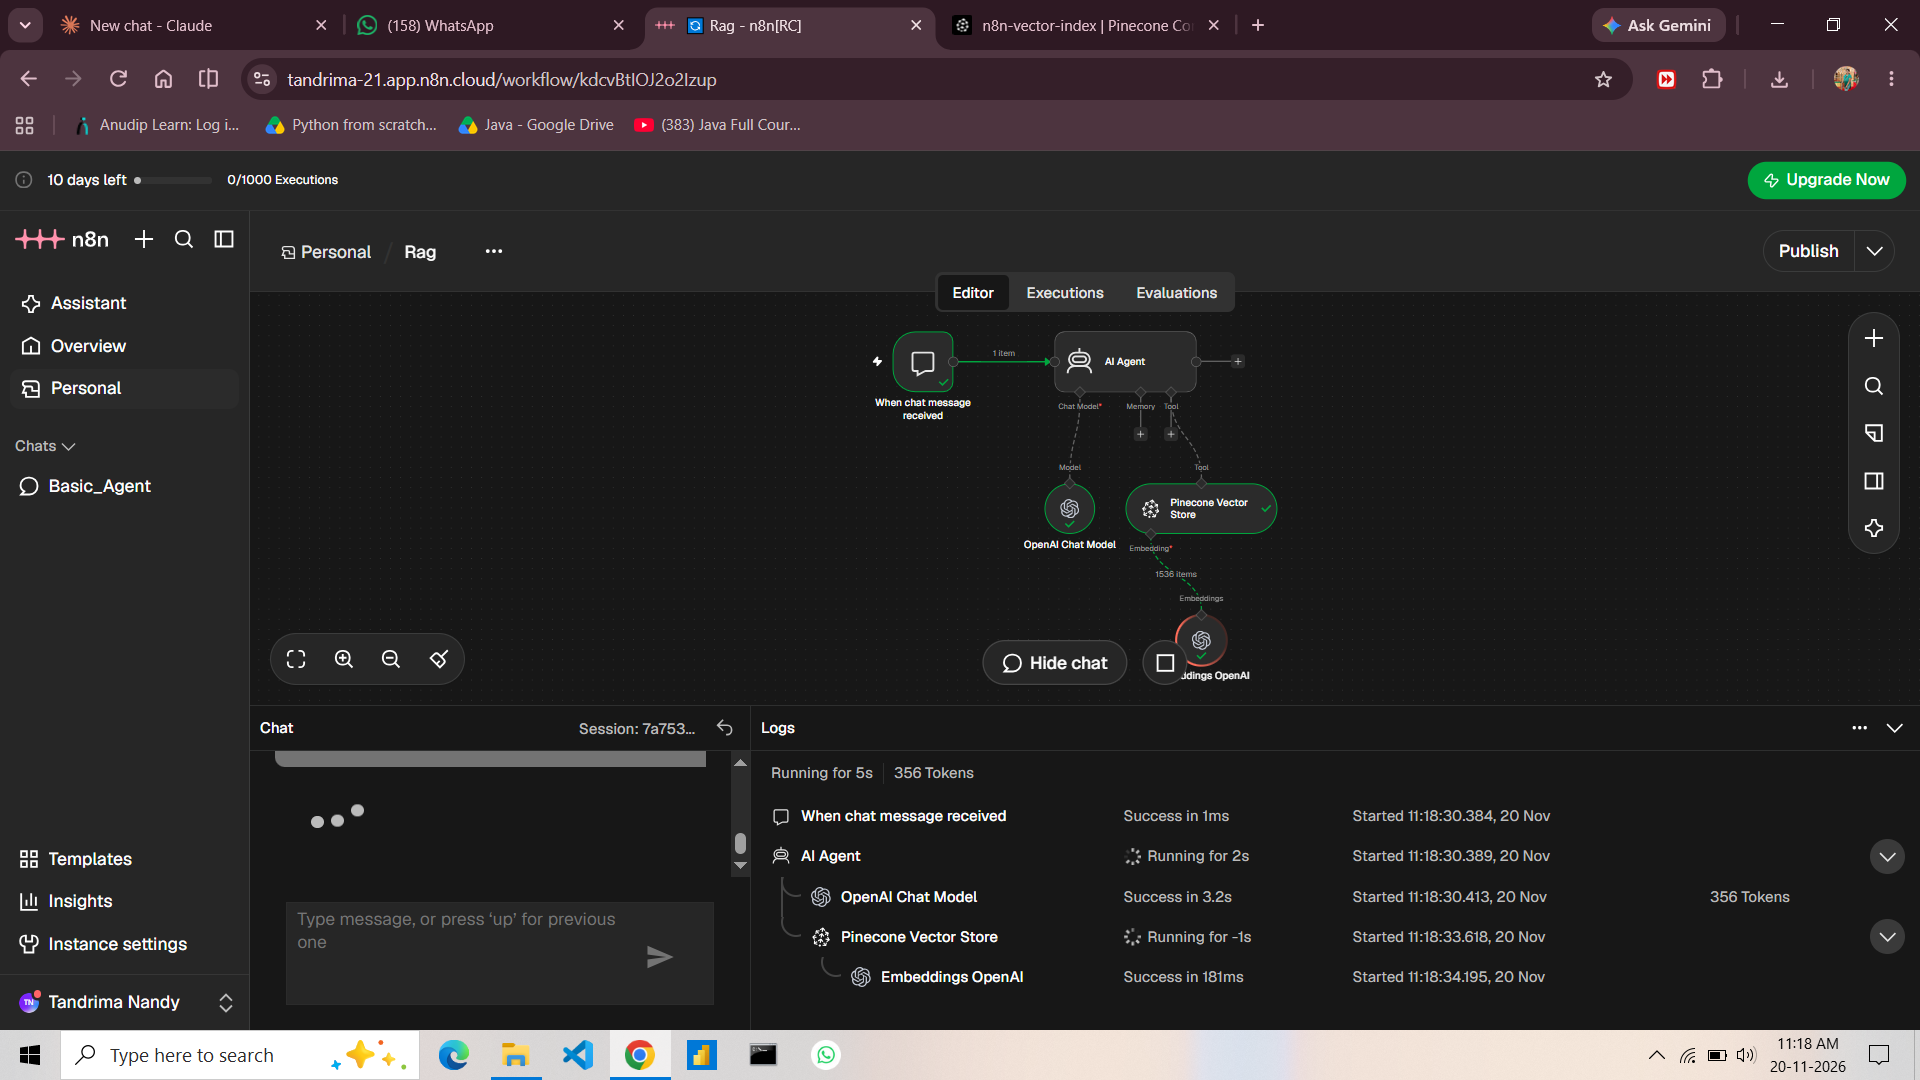 New chat - Claude
(158) WhatsApp
Rag - n8n[RC]
n8n-vector-index | Pinecone Co
Ask Gemini
tandrima-21.app.n8n.cloud/workflow/kdcvBtIOJ2o2Izup
Anudip Learn: Log i...
Python from scratch...
Java - Google Drive
(383) Java Full Cour...
10 days left
0/1000 Executions
Upgrade Now
n8n
Personal / Rag
Publish
Editor
Executions
Evaluations
Assistant
Overview
Personal
Chats
Basic_Agent
Templates
Insights
Instance settings
TN
Tandrima Nandy
1 item
AI Agent
When chat message
received
Chat Model*
Memory
Tool
Model
Tool
Pinecone Vector
Store
OpenAI Chat Model
Embedding*
1536 items
Embeddings
Hide chat
ddings OpenAI
Chat
Session: 7a753...
Type message, or press ‘up’ for previous
one
Logs
Running for 5s
356 Tokens
When chat message received
Success in 1ms
Started 11:18:30.384, 20 Nov
AI Agent
Running for 2s
Started 11:18:30.389, 20 Nov
OpenAI Chat Model
Success in 3.2s
Started 11:18:30.413, 20 Nov
356 Tokens
Pinecone Vector Store
Running for -1s
Started 11:18:33.618, 20 Nov
Embeddings OpenAI
Success in 181ms
Started 11:18:34.195, 20 Nov
Type here to search
11:18 AM
20-11-2026